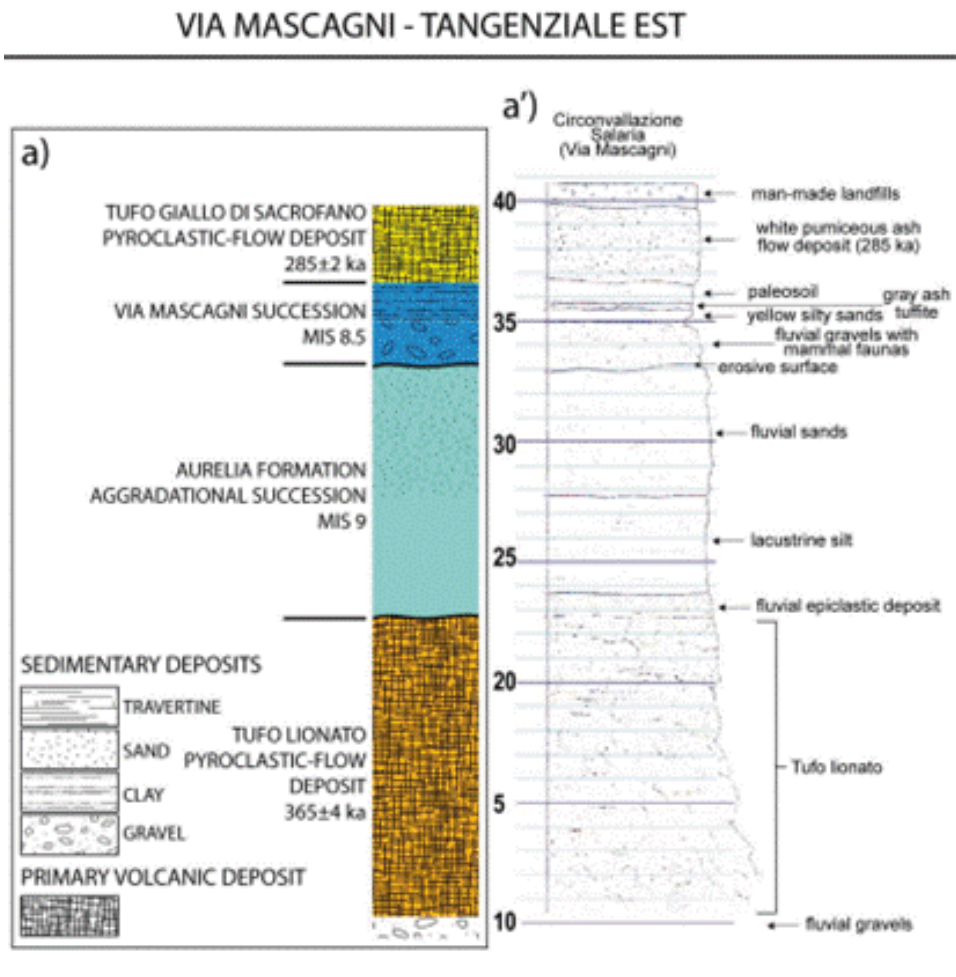 VIA MASCAGNI - TANGENZIALE EST
a)
TUFO GIALLO DI SACROFANO
PYROCLASTIC-FLOW DEPOSIT
285±2 ka
VIA MASCAGNI SUCCESSION
MIS 8.5
AURELIA FORMATION
AGGRADATIONAL SUCCESSION
MIS 9
TUFO LIONATO
PYROCLASTIC-FLOW
DEPOSIT
365±4 ka
SEDIMENTARY DEPOSITS
TRAVERTINE
SAND
CLAY
GRAVEL
PRIMARY VOLCANIC DEPOSIT
a')
Circonvallazione
Salaria
(Via Mascagni)
40
35
30
25
20
5
10
man-made landfills
white pumiceous ash
flow deposit (285 ka)
paleosoil
gray ash
tuffite
yellow silty sands
fluvial gravels with
mammal faunas
erosive surface
fluvial sands
lacustrine silt
fluvial epiclastic deposit
Tufo lionato
fluvial gravels